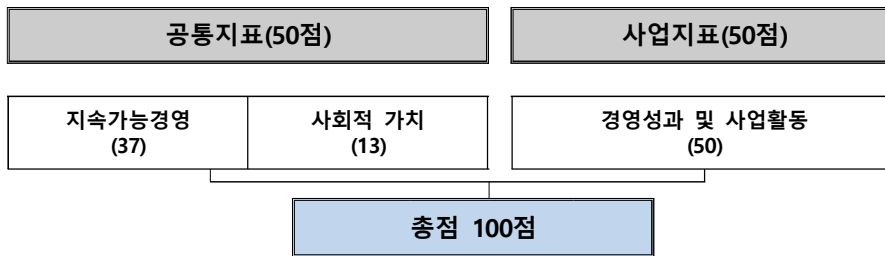 공통지표(50점)
사업지표(50점)
지속가능경영
(37)
사회적 가치
(13)
경영성과 및 사업활동
(50)
총점 100점